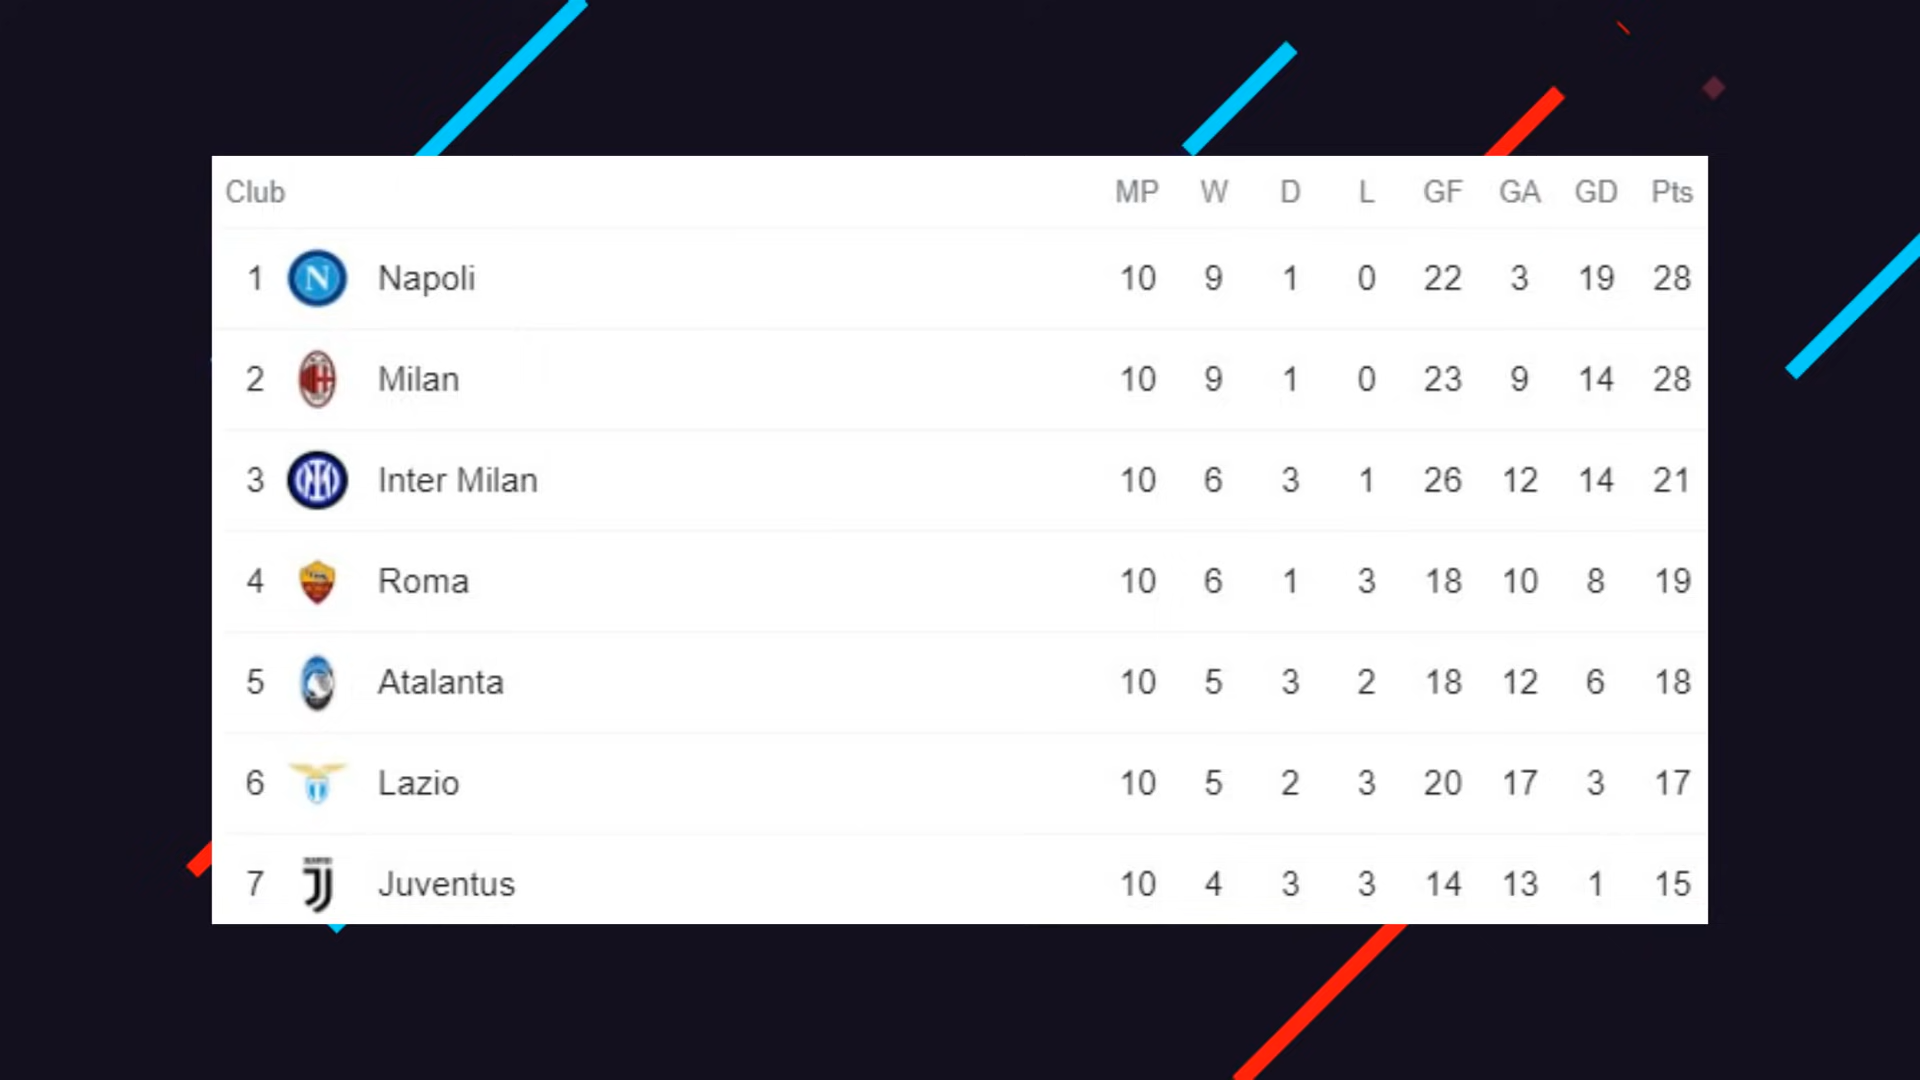 Club MP W D L GF GA GD Pts
1 N Napoli 10 9 1 0 22 3 19 28
2 Milan 10 9 1 0 23 9 14 28
3 Inter Milan 10 6 3 1 26 12 14 21
4 Roma 10 6 1 3 18 10 8 19
5 Atalanta 10 5 3 2 18 12 6 18
6 Lazio 10 5 2 3 20 17 3 17
7 Juventus 10 4 3 3 14 13 1 15